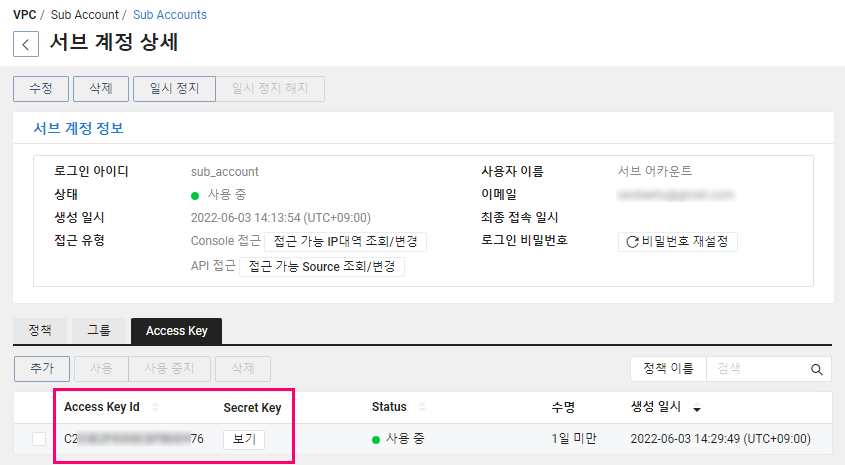 VPC / Sub Account / Sub Accounts
서브 계정 상세
수정 삭제 일시 정지 일시 정지 해지
서브 계정 정보
로그인 아이디 sub_account 사용자 이름 서브 어카운트
상태 사용 중 이메일
생성 일시 2022-06-03 14:13:54 (UTC+09:00) 최종 접속 일시
접근 유형 Console 접근 접근 가능 IP대역 조회/변경 로그인 비밀번호 비밀번호 재설정
API 접근 접근 가능 Source 조회/변경
정책 그룹 Access Key
추가 사용 사용 중지 삭제 정책 이름 검색
Access Key Id Secret Key Status 수명 생성 일시
C2 76 보기 사용 중 1일 미만 2022-06-03 14:29:49 (UTC+09:00)